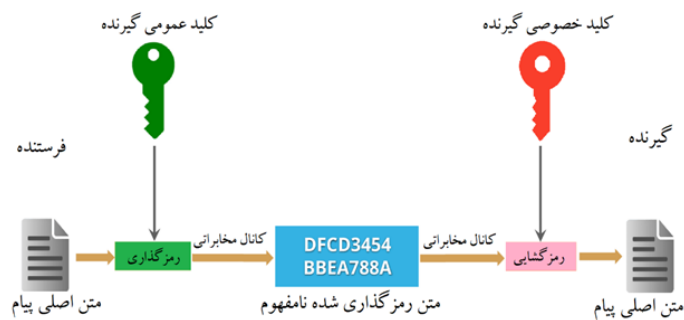 کلید عمومی گیرنده
کلید خصوصی گیرنده
فرستنده
گیرنده
رمزگذاری
کانال مخابراتی
DFCD3454
BBEA788A
کانال مخابراتی
رمزگشایی
متن اصلی پیام
متن رمزگذاری شده نامفهوم
متن اصلی پیام